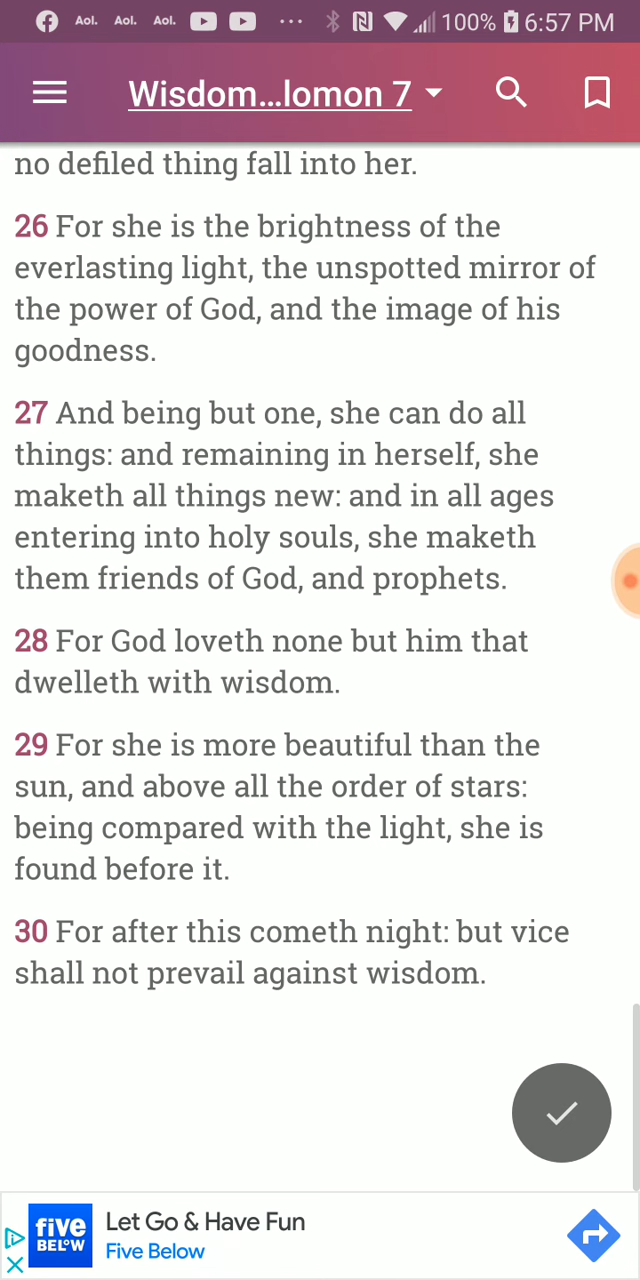 Aol. Aol. Aol. ... 100% 6:57 PM
Wisdom...lomon 7
no defiled thing fall into her.
26 For she is the brightness of the
everlasting light, the unspotted mirror of
the power of God, and the image of his
goodness.
27 And being but one, she can do all
things: and remaining in herself, she
maketh all things new: and in all ages
entering into holy souls, she maketh
them friends of God, and prophets.
28 For God loveth none but him that
dwelleth with wisdom.
29 For she is more beautiful than the
sun, and above all the order of stars:
being compared with the light, she is
found before it.
30 For after this cometh night: but vice
shall not prevail against wisdom.
five
BELOW
Let Go & Have Fun
Five Below